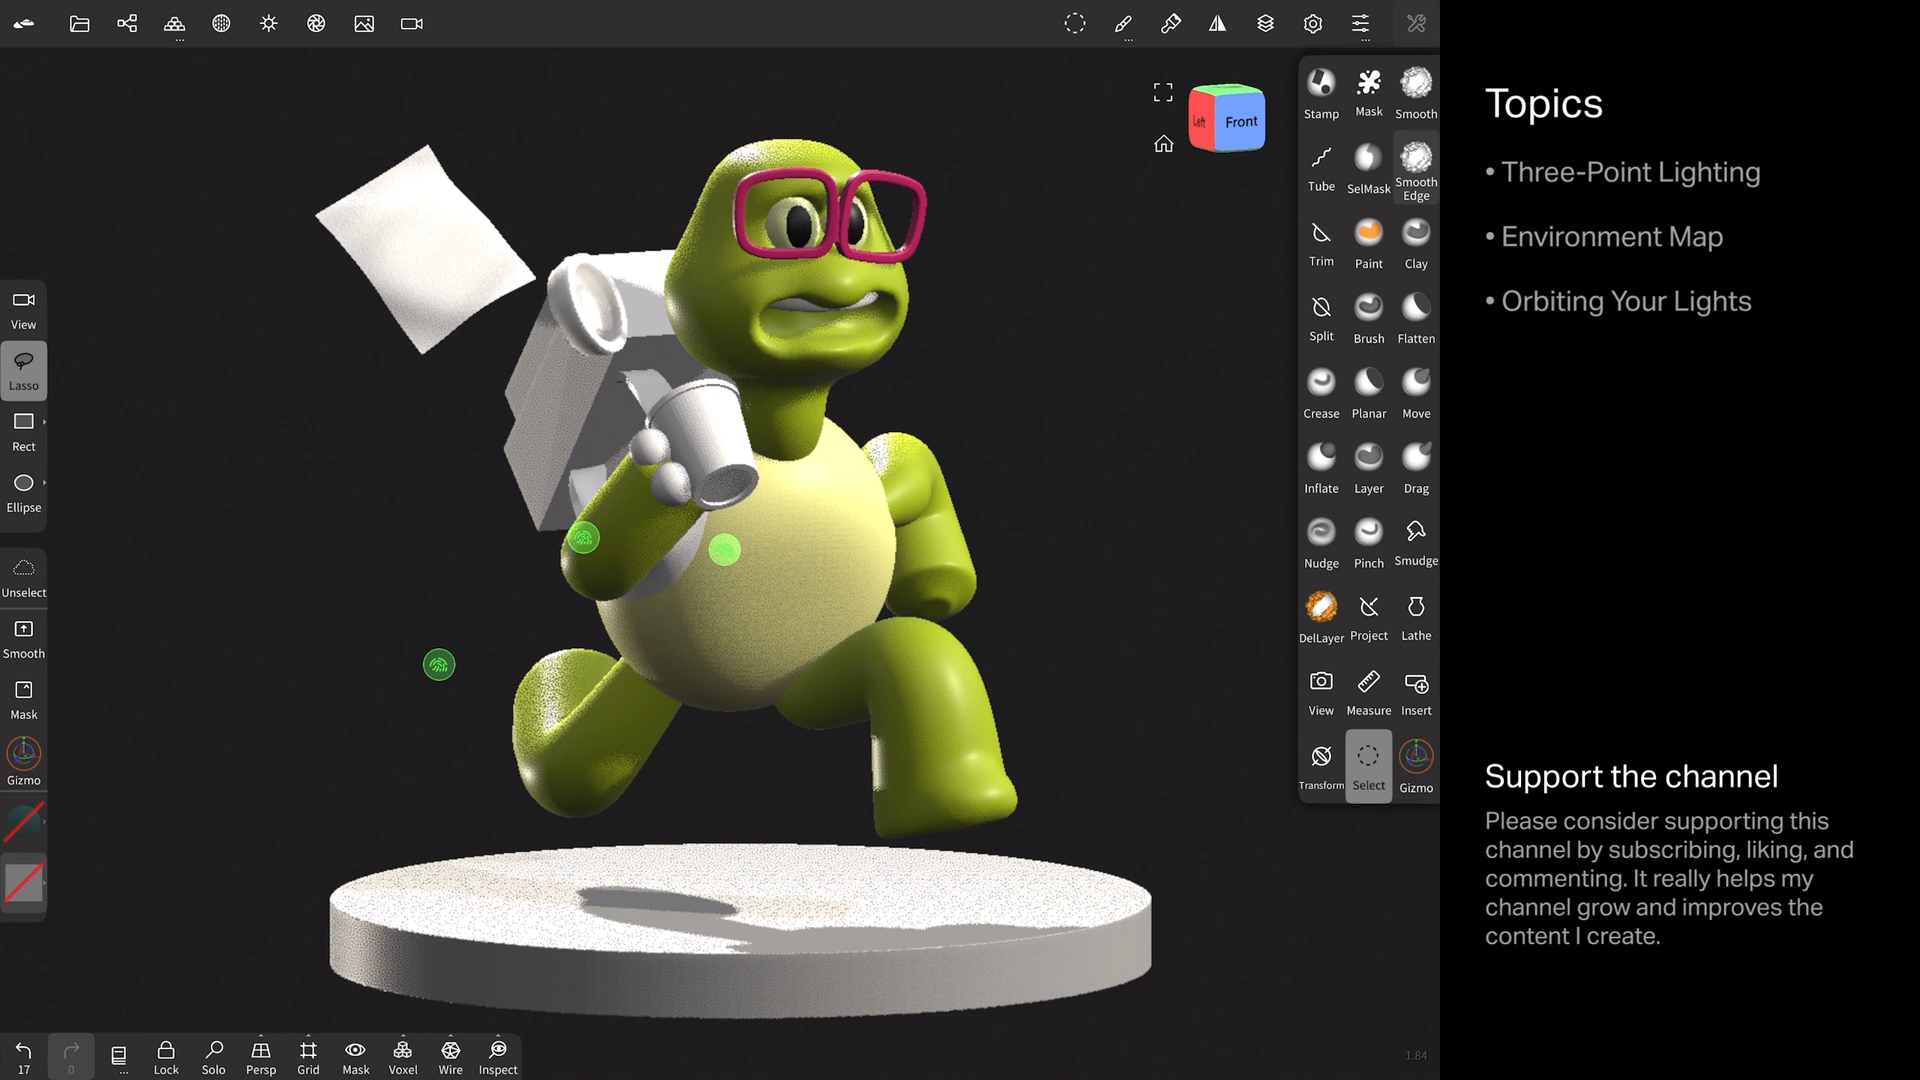 Left
Front
Stamp
Mask
Smooth
Tube
SelMask
Smooth
Edge
Trim
Paint
Clay
Split
Brush
Flatten
Crease
Planar
Move
Inflate
Layer
Drag
Nudge
Pinch
Smudge
DelLayer
Project
Lathe
View
Measure
Insert
Transform
Select
Gizmo
View
Lasso
Rect
Ellipse
Unselect
Smooth
Mask
Gizmo
17
0
...
Lock
Solo
Persp
Grid
Mask
Voxel
Wire
Inspect
1.84
Topics
• Three-Point Lighting
• Environment Map
• Orbiting Your Lights
Support the channel
Please consider supporting this
channel by subscribing, liking, and
commenting. It really helps my
channel grow and improves the
content I create.